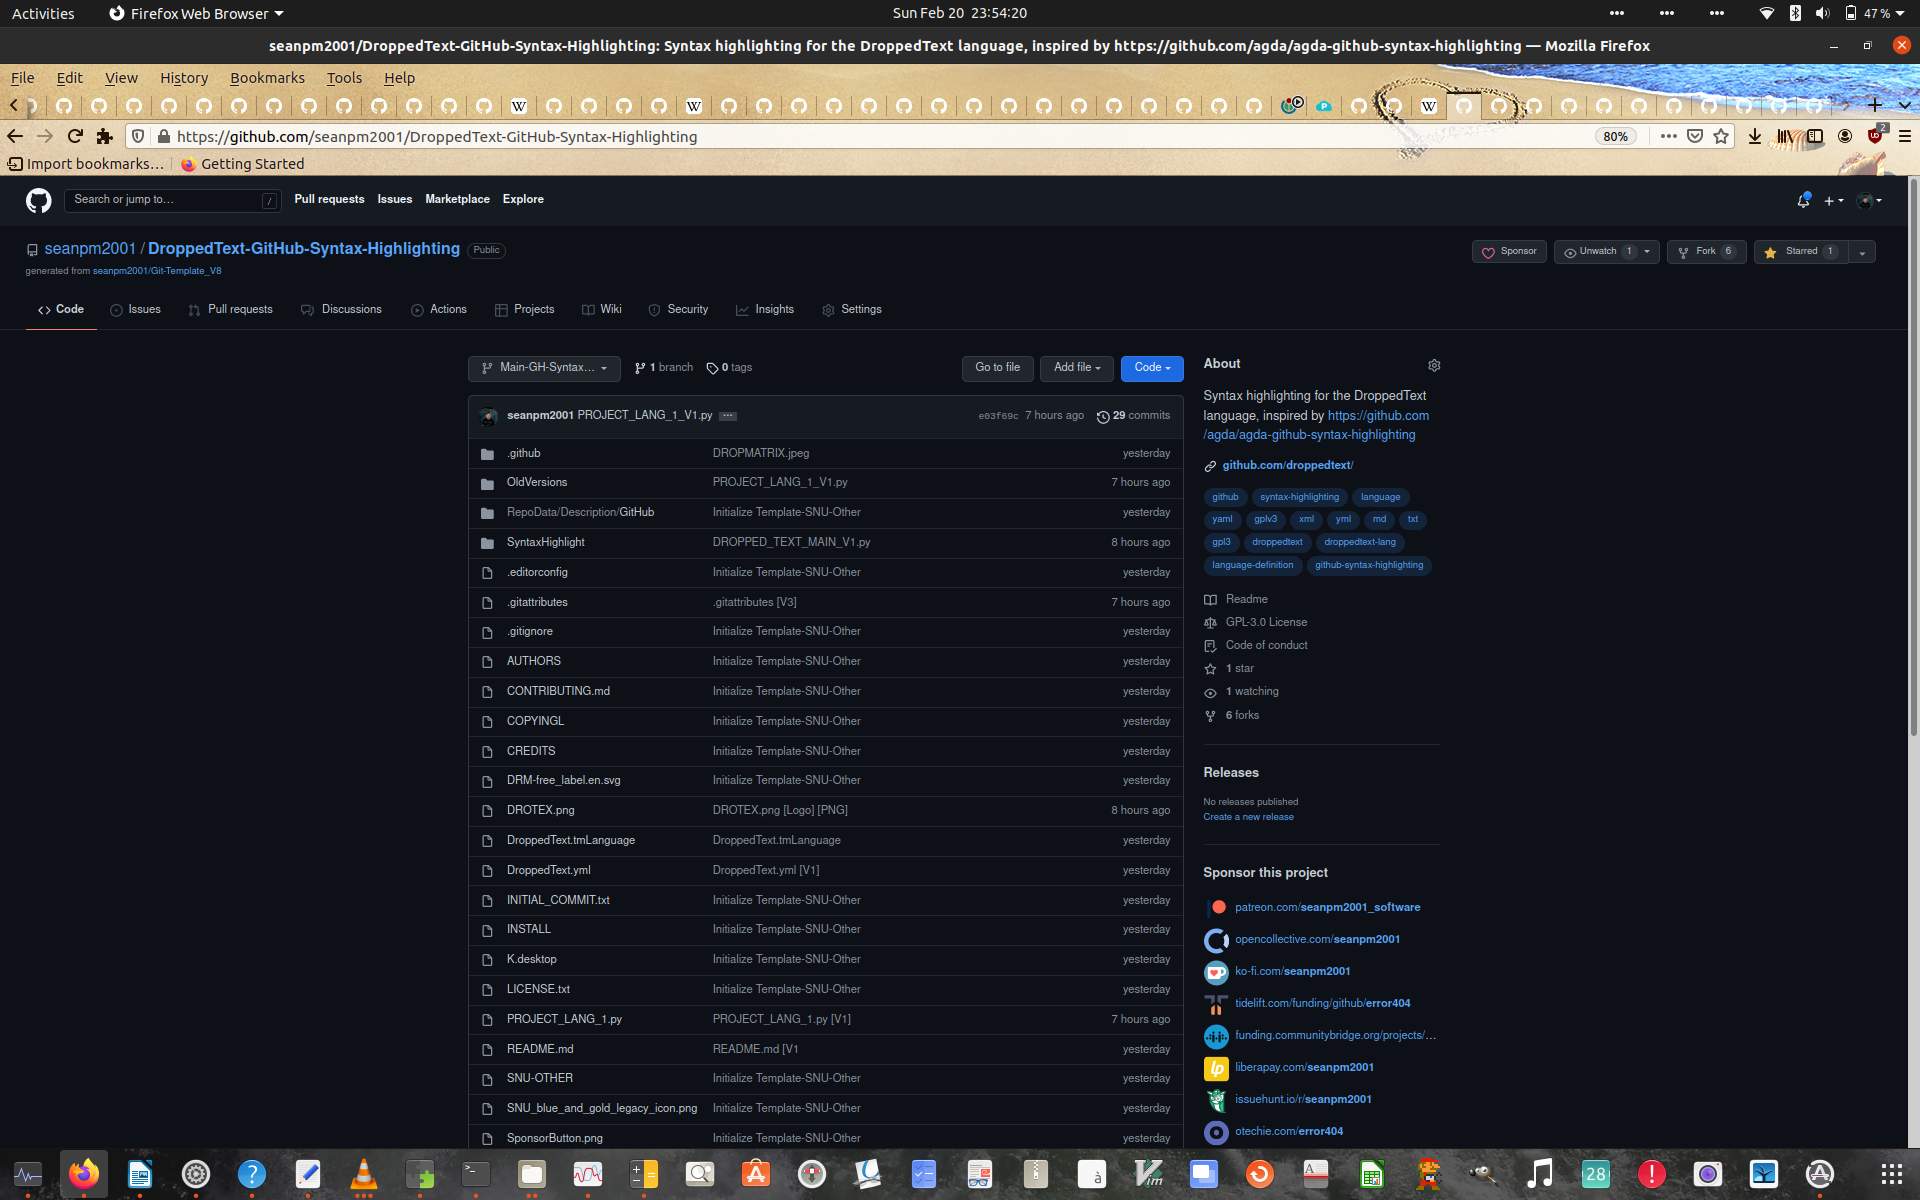 Activities
Firefox Web Browser
Sun Feb 20 23:54:20
47 %
seanpm2001/DroppedText-GitHub-Syntax-Highlighting: Syntax highlighting for the DroppedText language, inspired by https://github.com/agda/agda-github-syntax-highlighting — Mozilla Firefox
File Edit View History Bookmarks Tools Help
https://github.com/seanpm2001/DroppedText-GitHub-Syntax-Highlighting
80%
2
Import bookmarks…
Getting Started
Search or jump to…
/
Pull requests Issues Marketplace Explore
seanpm2001 / DroppedText-GitHub-Syntax-Highlighting Public
Sponsor Unwatch 1 Fork 6 Starred 1
generated from seanpm2001/Git-Template_V8
Code Issues Pull requests Discussions Actions Projects Wiki Security Insights Settings
Main-GH-Syntax… 1 branch 0 tags Go to file Add file Code
seanpm2001 PROJECT_LANG_1_V1.py … e03f69c 7 hours ago 29 commits
.github DROPMATRIX.jpeg yesterday
OldVersions PROJECT_LANG_1_V1.py 7 hours ago
RepoData/Description/GitHub Initialize Template-SNU-Other yesterday
SyntaxHighlight DROPPED_TEXT_MAIN_V1.py 8 hours ago
.editorconfig Initialize Template-SNU-Other yesterday
.gitattributes .gitattributes [V3] 7 hours ago
.gitignore Initialize Template-SNU-Other yesterday
AUTHORS Initialize Template-SNU-Other yesterday
CONTRIBUTING.md Initialize Template-SNU-Other yesterday
COPYINGL Initialize Template-SNU-Other yesterday
CREDITS Initialize Template-SNU-Other yesterday
DRM-free_label.en.svg Initialize Template-SNU-Other yesterday
DROTEX.png DROTEX.png [Logo] [PNG] 8 hours ago
DroppedText.tmLanguage DroppedText.tmLanguage yesterday
DroppedText.yml DroppedText.yml [V1] yesterday
INITIAL_COMMIT.txt Initialize Template-SNU-Other yesterday
INSTALL Initialize Template-SNU-Other yesterday
K.desktop Initialize Template-SNU-Other yesterday
LICENSE.txt Initialize Template-SNU-Other yesterday
PROJECT_LANG_1.py PROJECT_LANG_1.py [V1] 7 hours ago
README.md README.md [V1 yesterday
SNU-OTHER Initialize Template-SNU-Other yesterday
SNU_blue_and_gold_legacy_icon.png Initialize Template-SNU-Other yesterday
SponsorButton.png Initialize Template-SNU-Other yesterday
About
Syntax highlighting for the DroppedText
language, inspired by https://github.com
/agda/agda-github-syntax-highlighting
github.com/droppedtext/
github syntax-highlighting language
yaml gplv3 xml yml md txt
gpl3 droppedtext droppedtext-lang
language-definition github-syntax-highlighting
Readme
GPL-3.0 License
Code of conduct
1 star
1 watching
6 forks
Releases
No releases published
Create a new release
Sponsor this project
patreon.com/seanpm2001_software
opencollective.com/seanpm2001
ko-fi.com/seanpm2001
tidelift.com/funding/github/error404
funding.communitybridge.org/projects/…
liberapay.com/seanpm2001
issuehunt.io/r/seanpm2001
otechie.com/error404
28